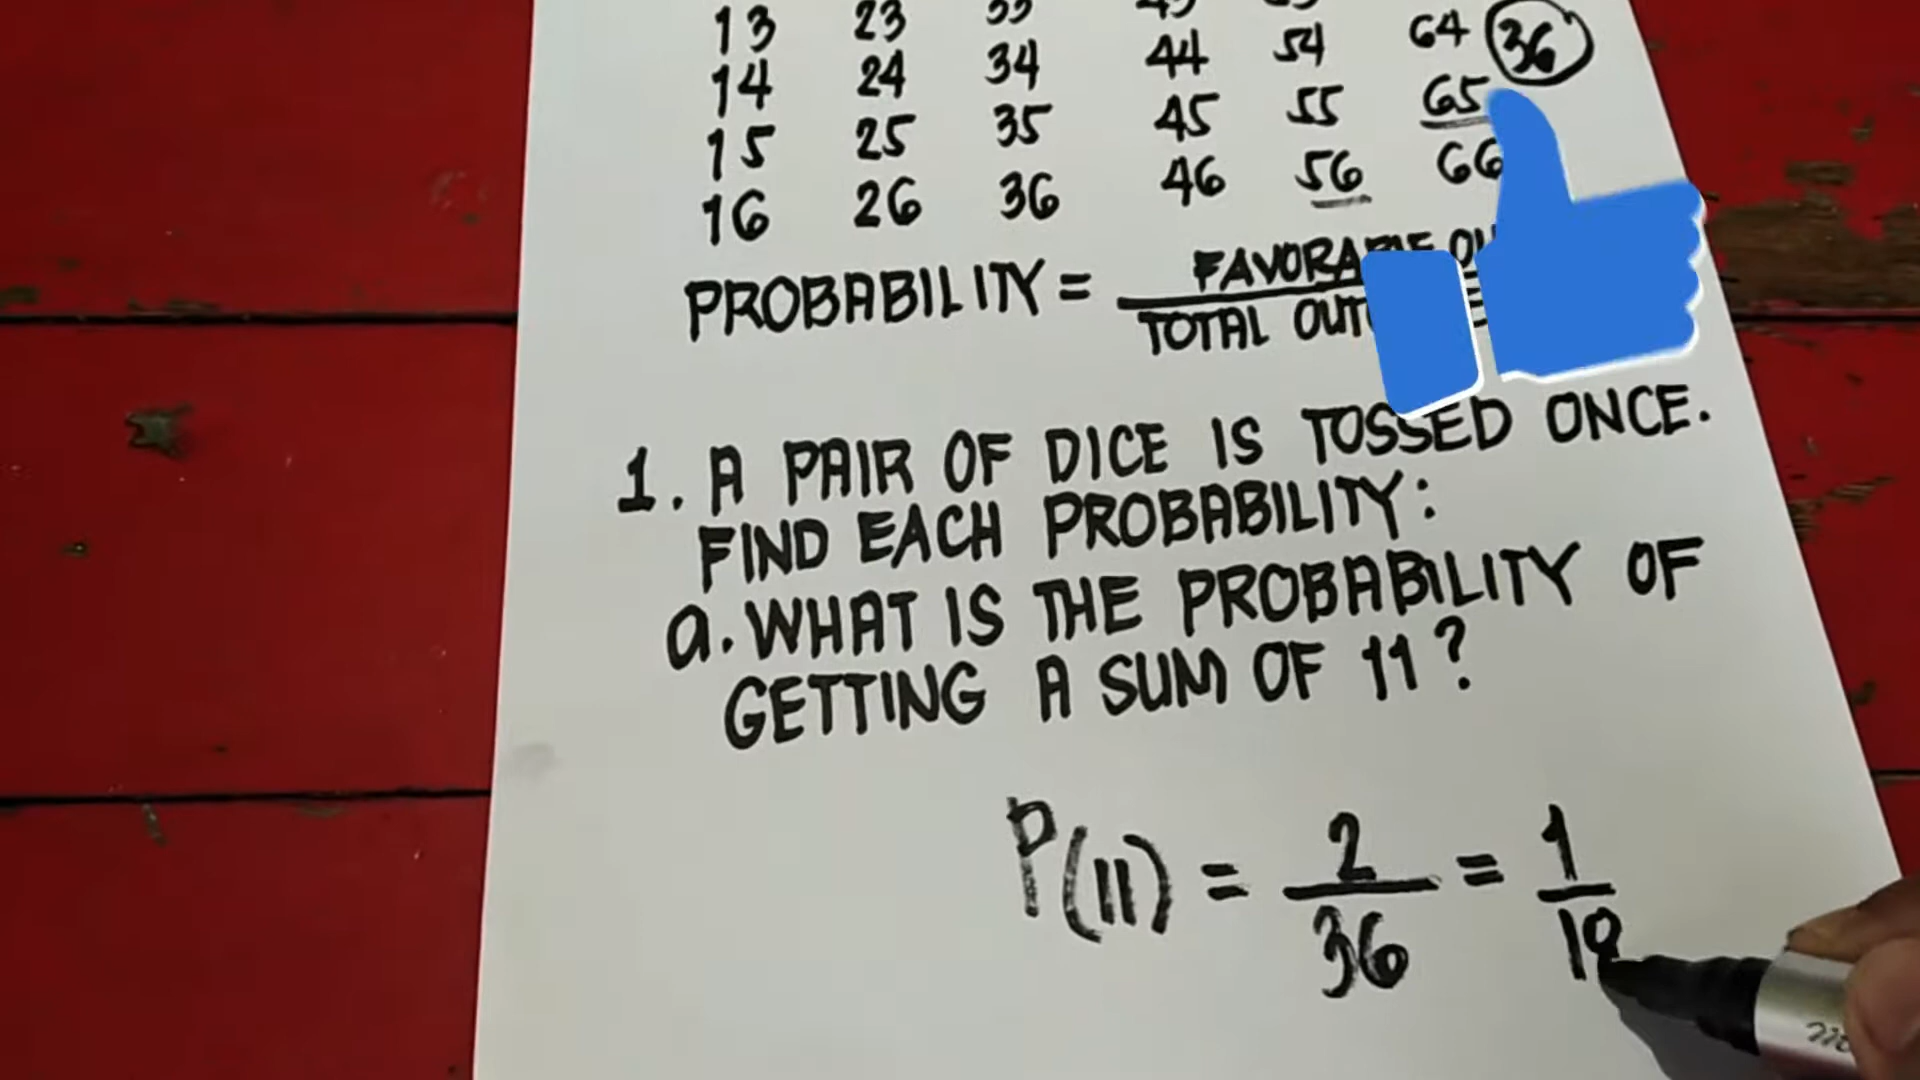 13 23 33
14 24 34 44 54 64 36
15 25 35 45 55 65
16 26 36 46 56 66
PROBABILITY = FAVORABLE
TOTAL
1. A PAIR OF DICE IS TOSSED ONCE.
FIND EACH PROBABILITY:
a. WHAT IS THE PROBABILITY OF
GETTING A SUM OF 11?
P(11) = 2/36 = 1/18